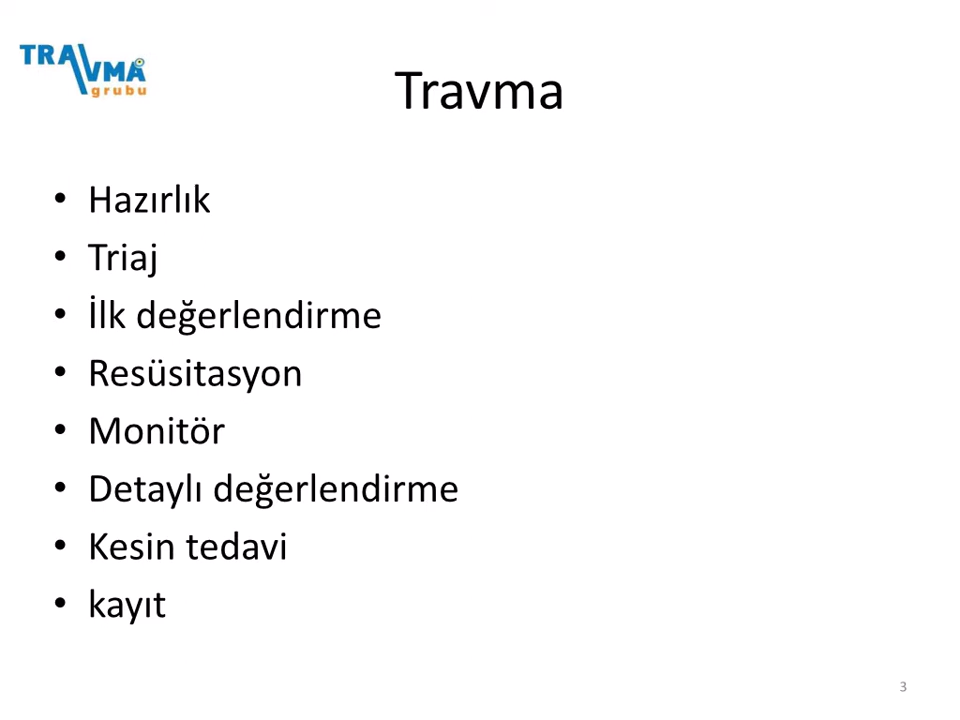 TRAVMA
grubu
Travma
• Hazırlık
• Triaj
• İlk değerlendirme
• Resüsitasyon
• Monitör
• Detaylı değerlendirme
• Kesin tedavi
• kayıt
3